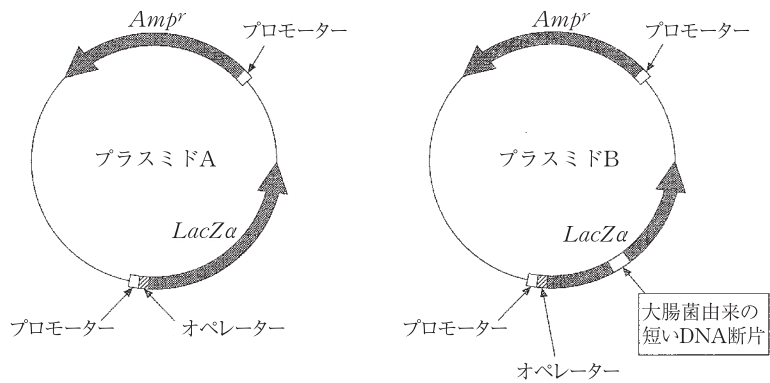 Ampʳ
プロモーター
プラスミドA
LacZα
プロモーター
オペレーター
Ampʳ
プロモーター
プラスミドB
LacZα
プロモーター
オペレーター
大腸菌由来の
短いDNA断片